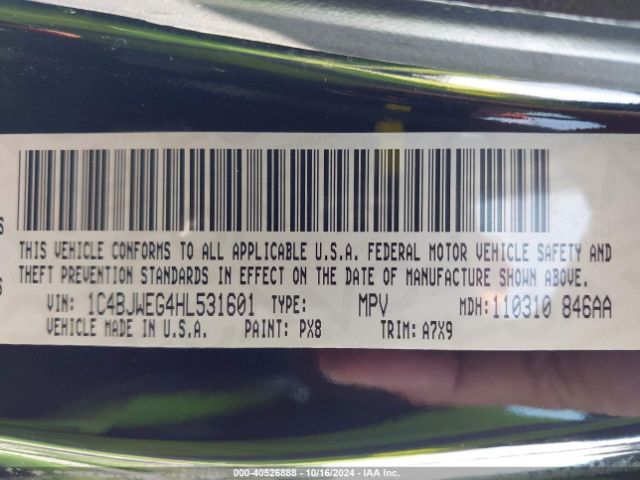 THIS VEHICLE CONFORMS TO ALL APPLICABLE U.S.A. FEDERAL MOTOR VEHICLE SAFETY AND
THEFT PREVENTION STANDARDS IN EFFECT ON THE DATE OF MANUFACTURE SHOWN ABOVE.
VIN: 1C4BJWEG4HL531601 TYPE: MPV MDH:110310 846AA
VEHICLE MADE IN U.S.A. PAINT: PX8 TRIM: A7X9
000-40526888 - 10/16/2024 - IAA Inc.